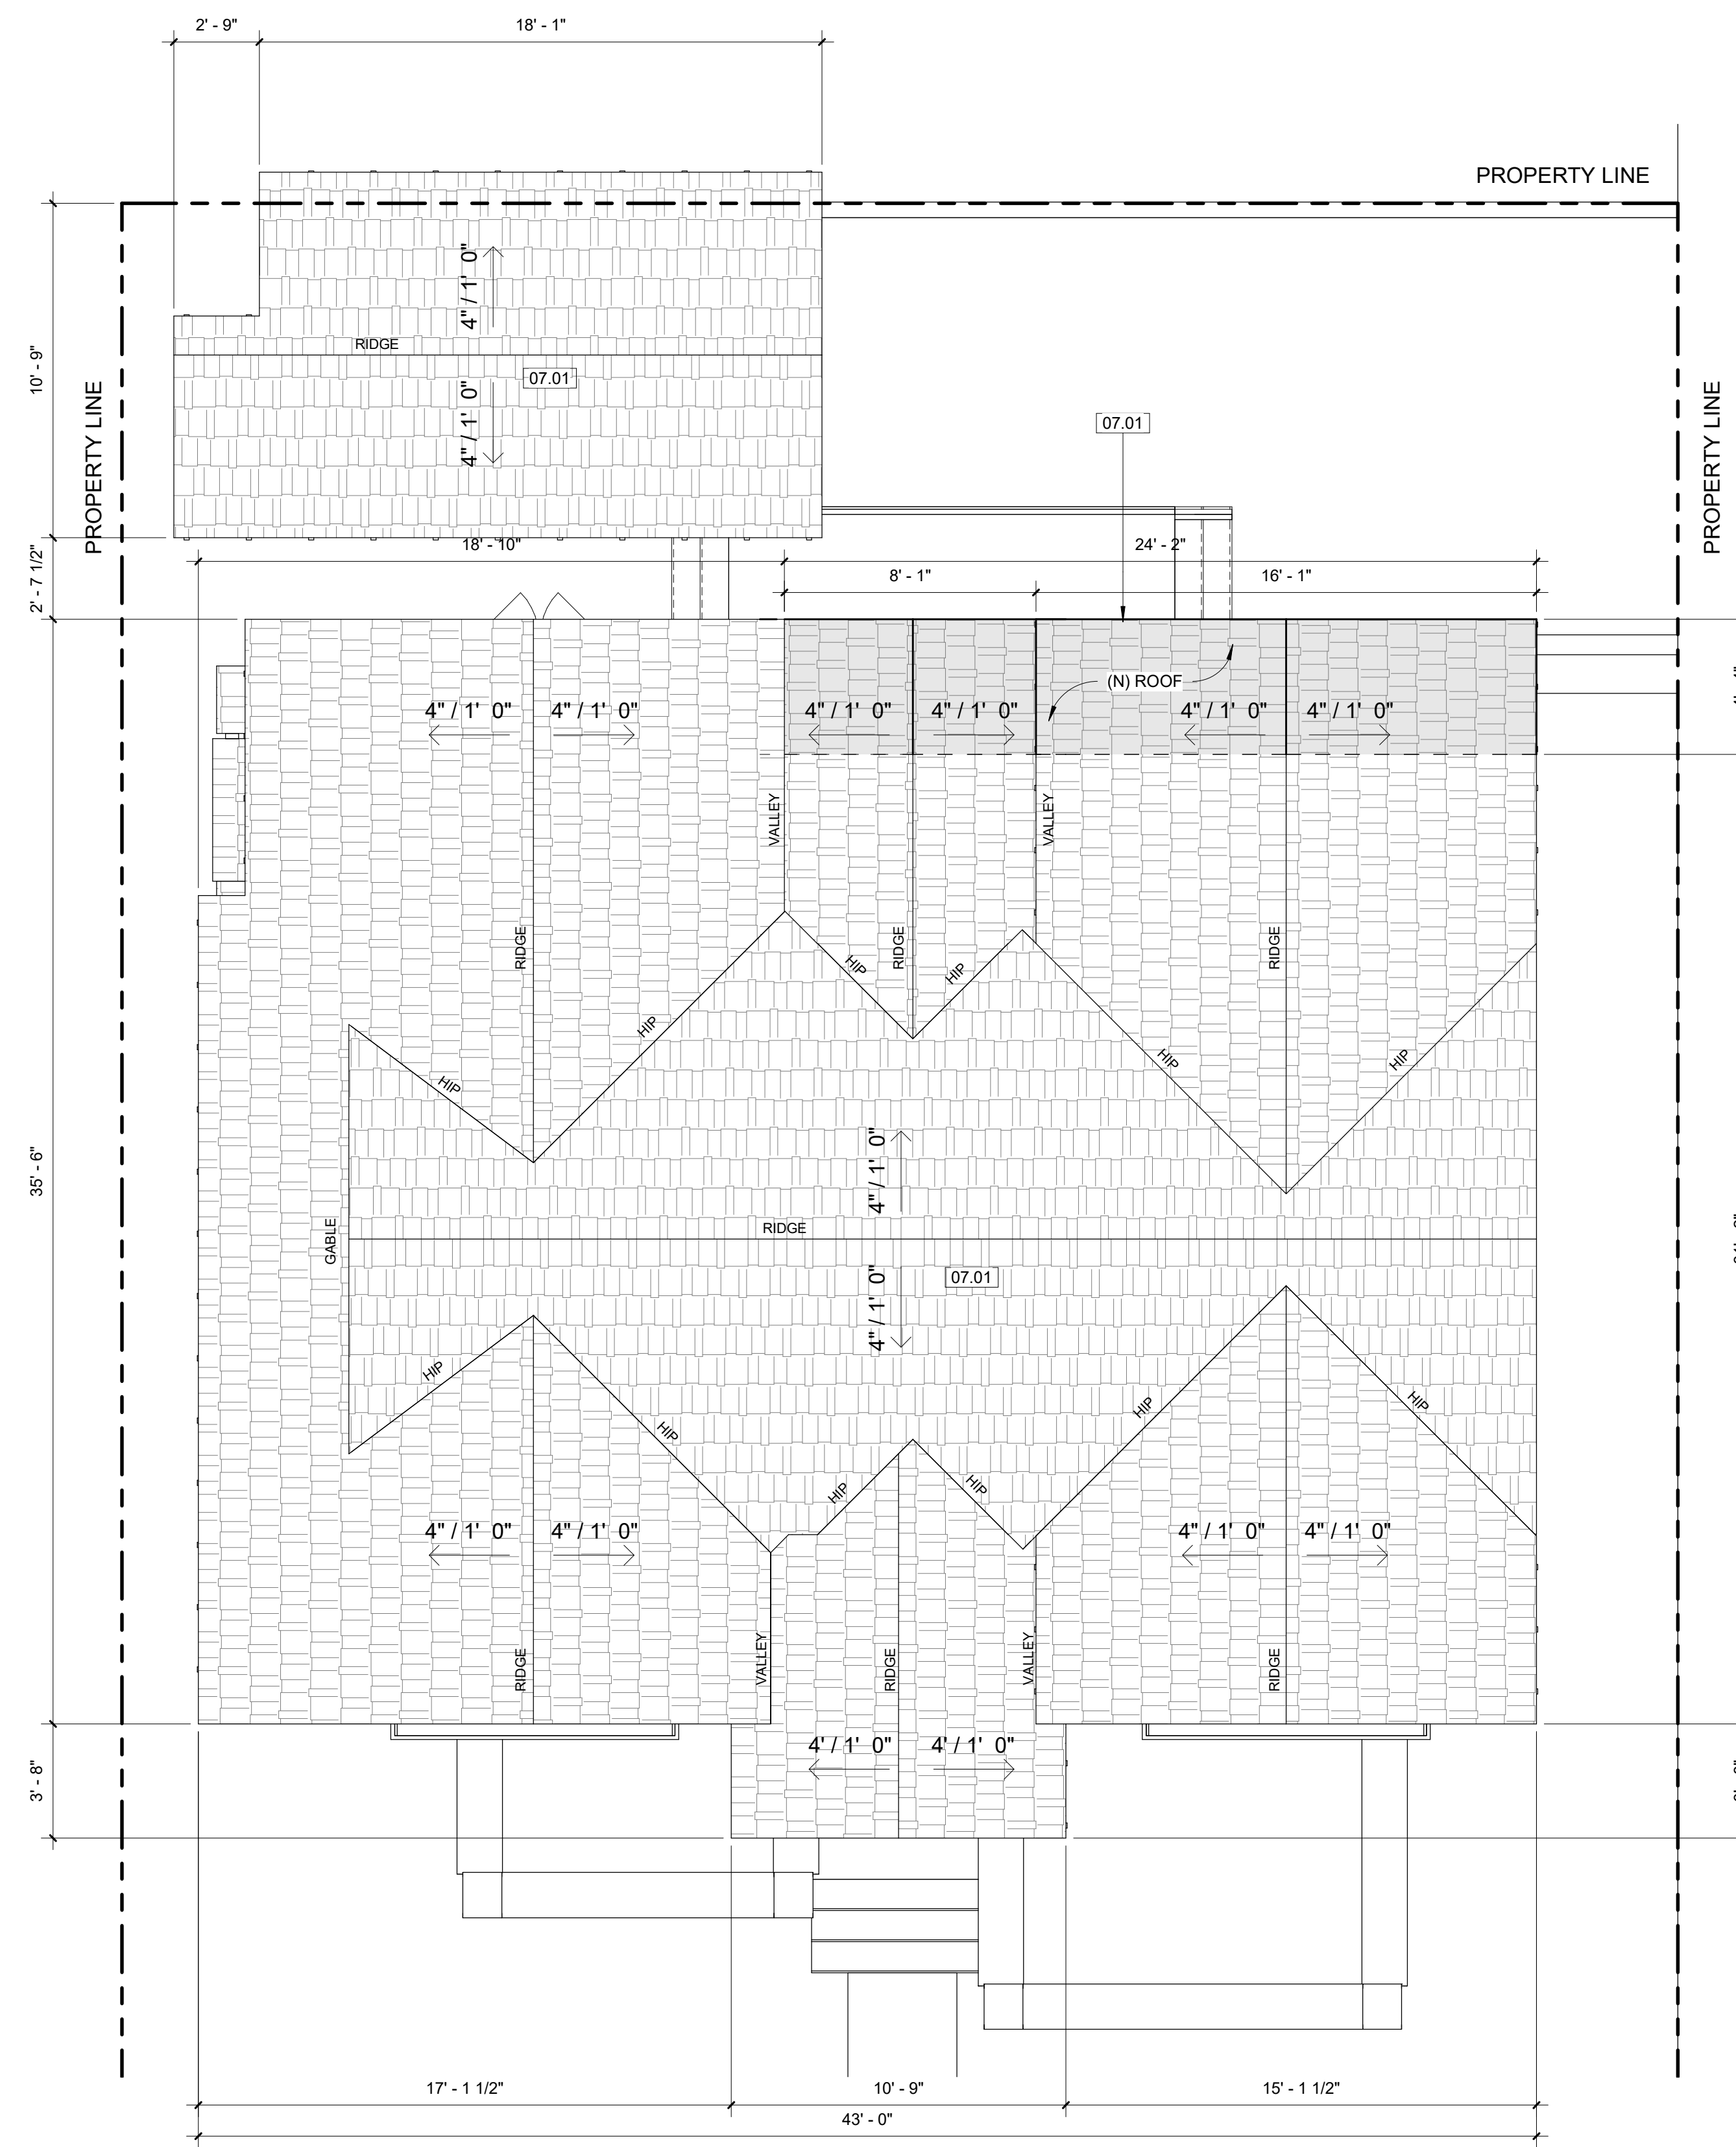 2' - 9"
18' - 1"
PROPERTY LINE
10' - 9"
PROPERTY LINE
PROPERTY LINE
4" / 1' 0"
RIDGE
07.01
4" / 1' 0"
07.01
2' - 7 1/2"
18' - 10"
24' - 2"
8' - 1"
16' - 1"
(N) ROOF
4" / 1' 0"
4" / 1' 0"
4" / 1' 0"
4" / 1' 0"
4" / 1' 0"
4" / 1' 0"
VALLEY
VALLEY
RIDGE
RIDGE
RIDGE
HIP
HIP
HIP
HIP
HIP
HIP
35' - 6"
4" / 1' 0"
GABLE
RIDGE
4" / 1' 0"
07.01
HIP
HIP
HIP
HIP
HIP
HIP
4" / 1' 0"
4" / 1' 0"
4" / 1' 0"
4" / 1' 0"
RIDGE
VALLEY
RIDGE
VALLEY
RIDGE
3' - 8"
4' / 1' 0"
4' / 1' 0"
17' - 1 1/2"
10' - 9"
15' - 1 1/2"
43' - 0"